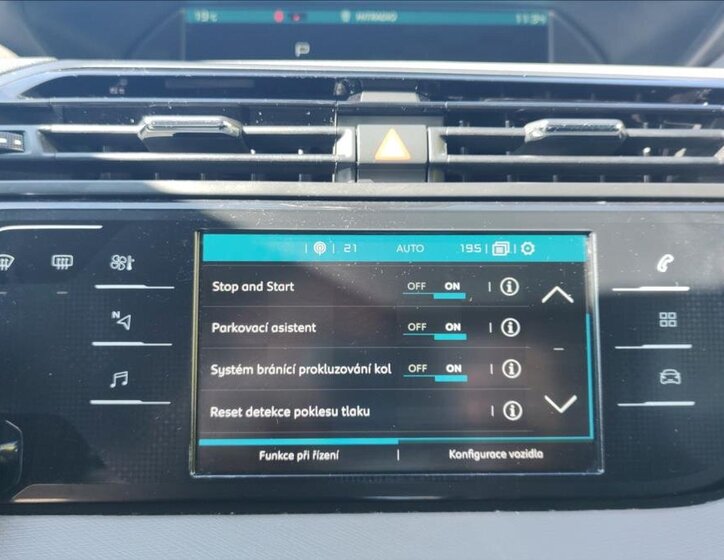 19°C
P
21 AUTO 19.5
Stop and Start OFF ON
Parkovací asistent OFF ON
Systém bránící prokluzování kol OFF ON
Reset detekce poklesu tlaku
Funkce při řízení Konfigurace vozidla
N